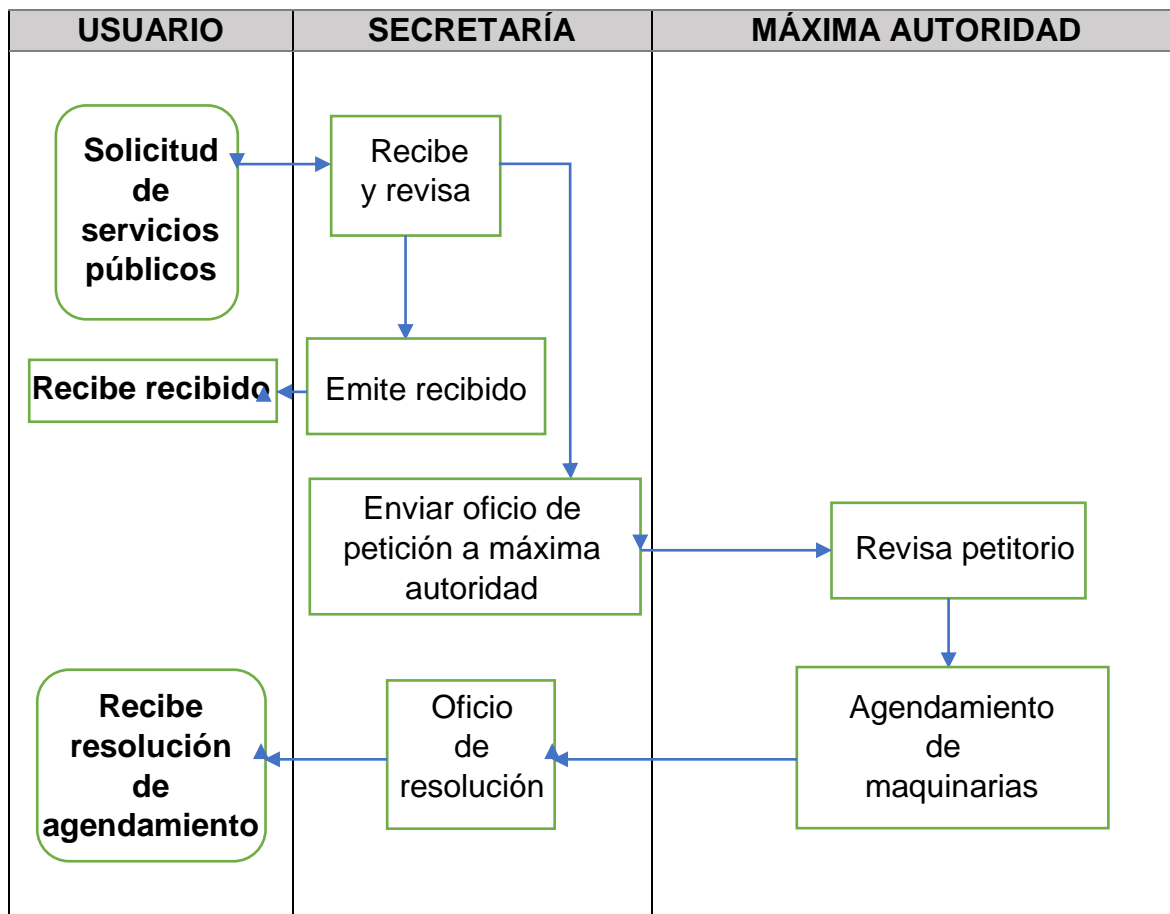 USUARIO
SECRETARÍA
MÁXIMA AUTORIDAD
Solicitud
de
servicios
públicos
Recibe
y revisa
Recibe recibido
Emite recibido
Enviar oficio de
petición a máxima
autoridad
Revisa petitorio
Recibe
resolución
de
agendamiento
Oficio
de
resolución
Agendamiento
de
maquinarias